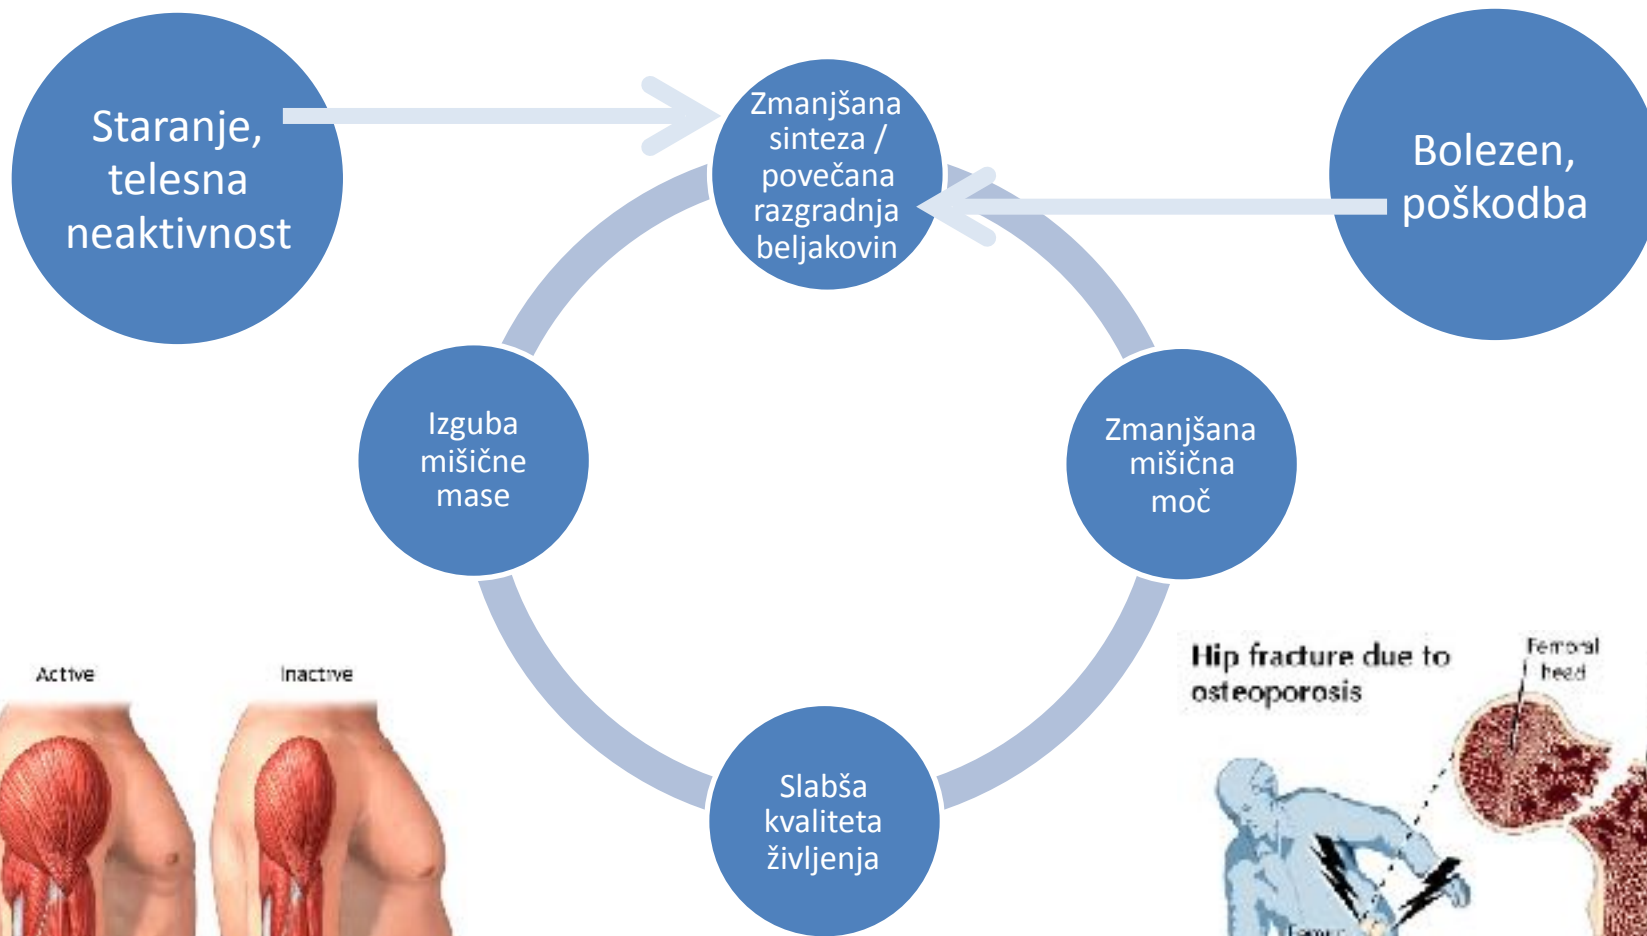 Staranje,
telesna
neaktivnost
Zmanjšana
sinteza /
povečana
razgradnja
beljakovin
Bolezen,
poškodba
Izguba
mišične
mase
Zmanjšana
mišična
moč
Slabša
kvaliteta
življenja
Active
Inactive
Hip fracture due to
osteoporosis
Femoral
head
Femur